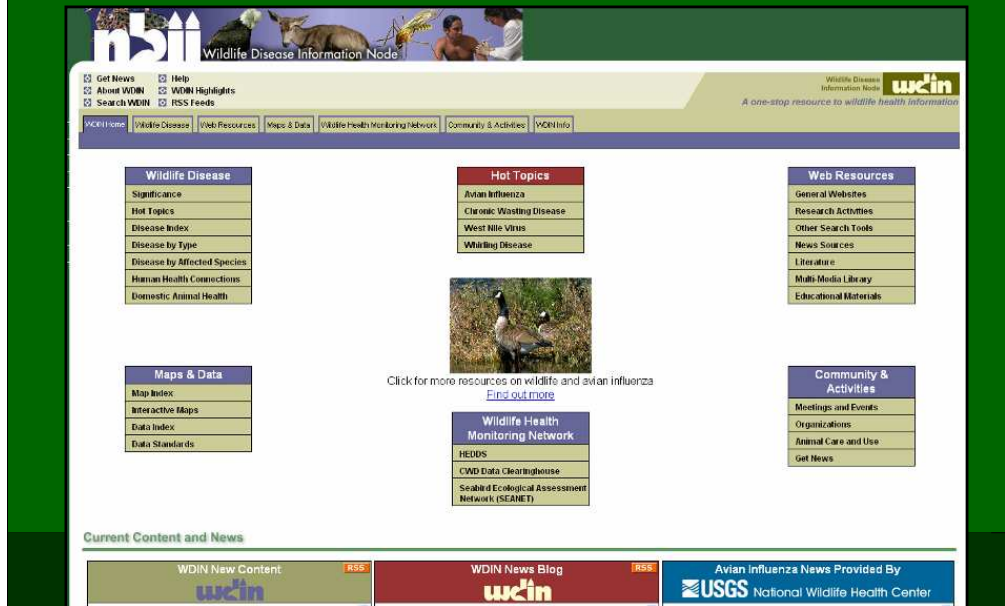 nbii
Wildlife Disease Information Node
Get News
Help
About WDIN
WDIN Highlights
Search WDIN
RSS Feeds
Wildlife Disease
Information Node
wdin
A one-stop resource to wildlife health information
WDIN Home
Wildlife Disease
Web Resources
Maps & Data
Wildlife Health Monitoring Network
Community & Activities
WDIN Info
Wildlife Disease
Significance
Hot Topics
Disease Index
Disease by Type
Disease by Affected Species
Human Health Connections
Domestic Animal Health
Hot Topics
Avian Influenza
Chronic Wasting Disease
West Nile Virus
Whirling Disease
Web Resources
General Websites
Research Activities
Other Search Tools
News Sources
Literature
Multi-Media Library
Educational Materials
Click for more resources on wildlife and avian influenza
Find out more
Maps & Data
Map Index
Interactive Maps
Data Index
Data Standards
Wildlife Health
Monitoring Network
HEDDS
CWD Data Clearinghouse
Seabird Ecological Assessment
Network (SEANET)
Community &
Activities
Meetings and Events
Organizations
Animal Care and Use
Get News
Current Content and News
WDIN New Content
RSS
wdin
WDIN News Blog
RSS
wdin
Avian Influenza News Provided By
USGS National Wildlife Health Center